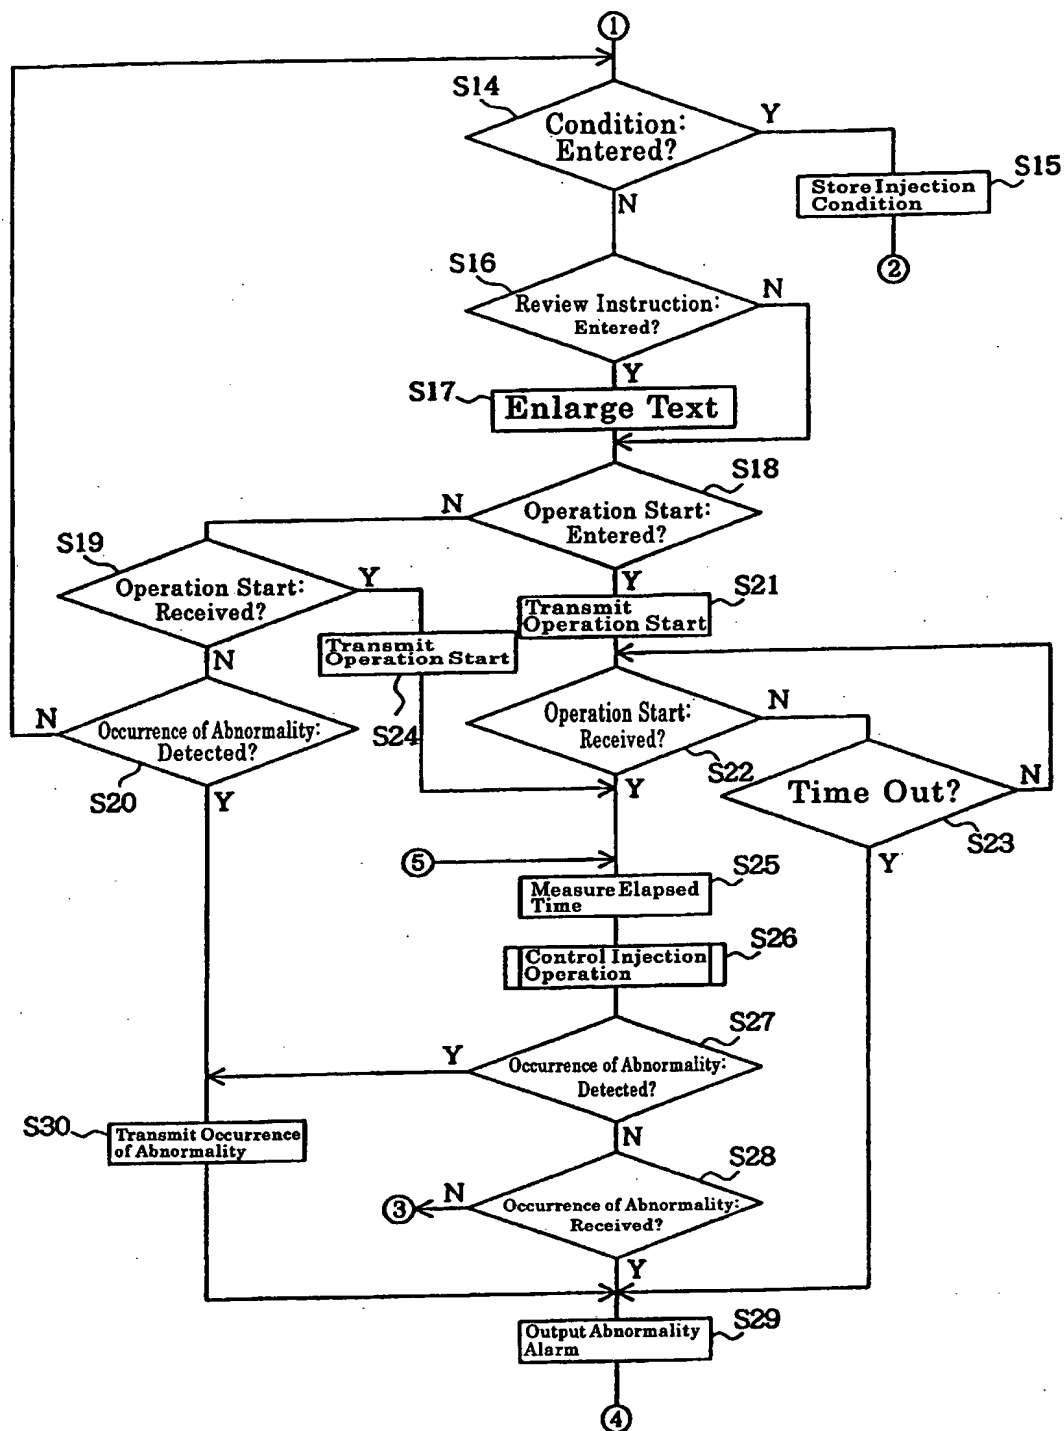 ①
S14
Condition:
Entered?
Y
S15
Store Injection
Condition
N
②
S16
Review Instruction:
Entered?
N
Y
S17
Enlarge Text
S18
N
Operation Start:
Entered?
S19
Y
Operation Start:
Received?
Y
S21
Transmit
Operation Start
Transmit
Operation Start
N
S24
N
Occurrence of Abnormality:
Detected?
S20
Y
Operation Start:
Received?
N
S22
Y
Time Out?
N
S23
Y
⑤
S25
Measure Elapsed
Time
S26
Control Injection
Operation
S27
Y
Occurrence of Abnormality:
Detected?
S30
Transmit Occurrence
of Abnormality
N
S28
③
N
Occurrence of Abnormality:
Received?
Y
S29
Output Abnormality
Alarm
④